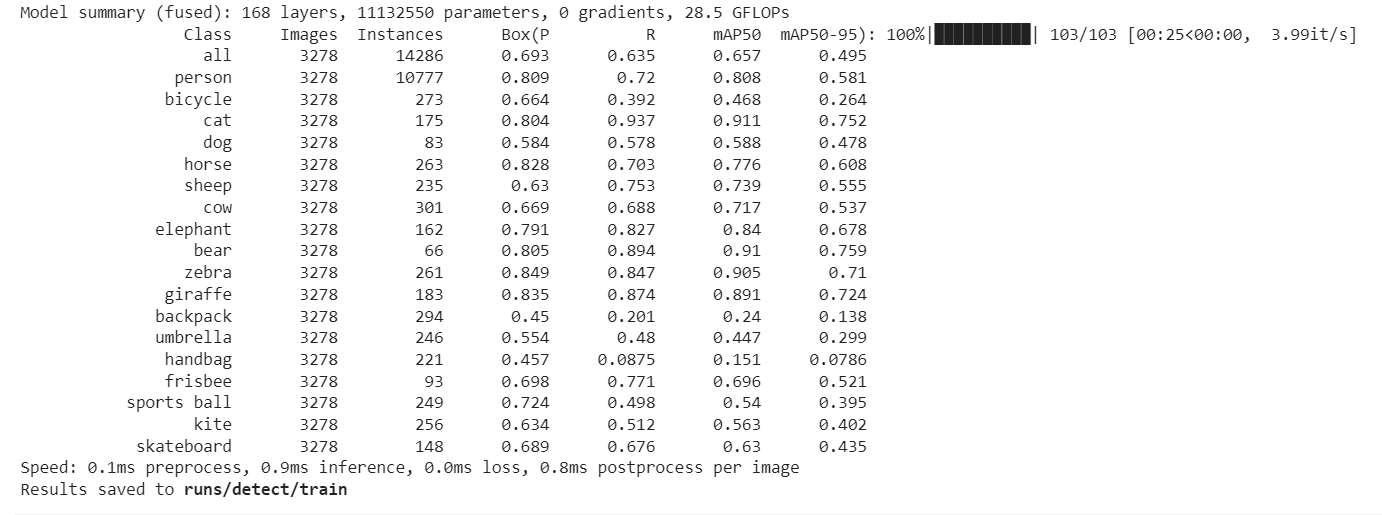 Model summary (fused): 168 layers, 11132550 parameters, 0 gradients, 28.5 GFLOPs
Class Images Instances Box(P R mAP50 mAP50-95): 100%|██████████| 103/103 [00:25<00:00, 3.99it/s]
all 3278 14286 0.693 0.635 0.657 0.495
person 3278 10777 0.809 0.72 0.808 0.581
bicycle 3278 273 0.664 0.392 0.468 0.264
cat 3278 175 0.804 0.937 0.911 0.752
dog 3278 83 0.584 0.578 0.588 0.478
horse 3278 263 0.828 0.703 0.776 0.608
sheep 3278 235 0.63 0.753 0.739 0.555
cow 3278 301 0.669 0.688 0.717 0.537
elephant 3278 162 0.791 0.827 0.84 0.678
bear 3278 66 0.805 0.894 0.91 0.759
zebra 3278 261 0.849 0.847 0.905 0.71
giraffe 3278 183 0.835 0.874 0.891 0.724
backpack 3278 294 0.45 0.201 0.24 0.138
umbrella 3278 246 0.554 0.48 0.447 0.299
handbag 3278 221 0.457 0.0875 0.151 0.0786
frisbee 3278 93 0.698 0.771 0.696 0.521
sports ball 3278 249 0.724 0.498 0.54 0.395
kite 3278 256 0.634 0.512 0.563 0.402
skateboard 3278 148 0.689 0.676 0.63 0.435
Speed: 0.1ms preprocess, 0.9ms inference, 0.0ms loss, 0.8ms postprocess per image
Results saved to runs/detect/train